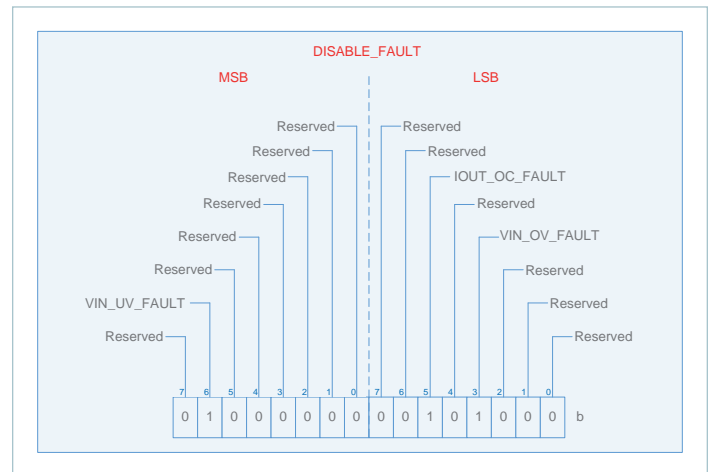 DISABLE_FAULT
MSB LSB
Reserved Reserved
Reserved Reserved
Reserved IOUT_OC_FAULT
Reserved Reserved
Reserved VIN_OV_FAULT
Reserved Reserved
VIN_UV_FAULT Reserved
Reserved Reserved
7 6 5 4 3 2 1 0 7 6 5 4 3 2 1 0
0 1 0 0 0 0 0 0 0 0 1 0 1 0 0 0 b